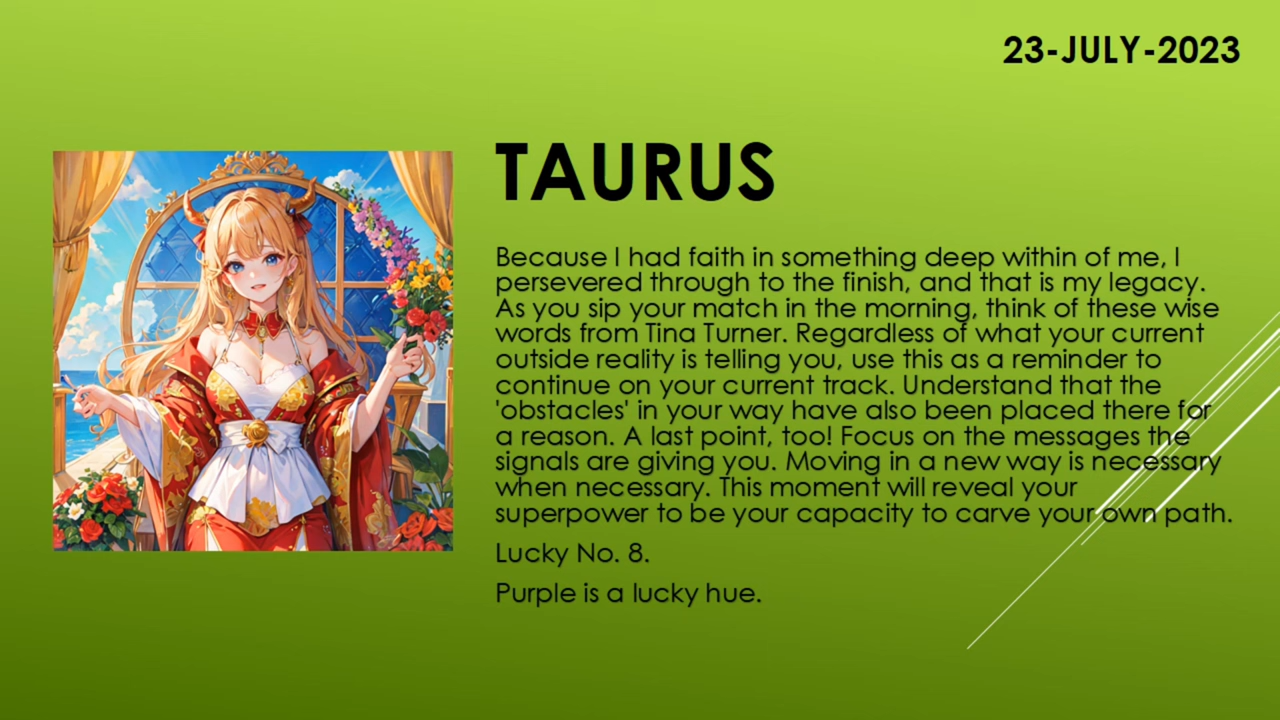 23-JULY-2023
TAURUS
Because I had faith in something deep within of me, I
persevered through to the finish, and that is my legacy.
As you sip your match in the morning, think of these wise
words from Tina Turner. Regardless of what your current
outside reality is telling you, use this as a reminder to
continue on your current track. Understand that the
'obstacles' in your way have also been placed there for
a reason. A last point, too! Focus on the messages the
signals are giving you. Moving in a new way is necessary
when necessary. This moment will reveal your
superpower to be your capacity to carve your own path.
Lucky No. 8.
Purple is a lucky hue.